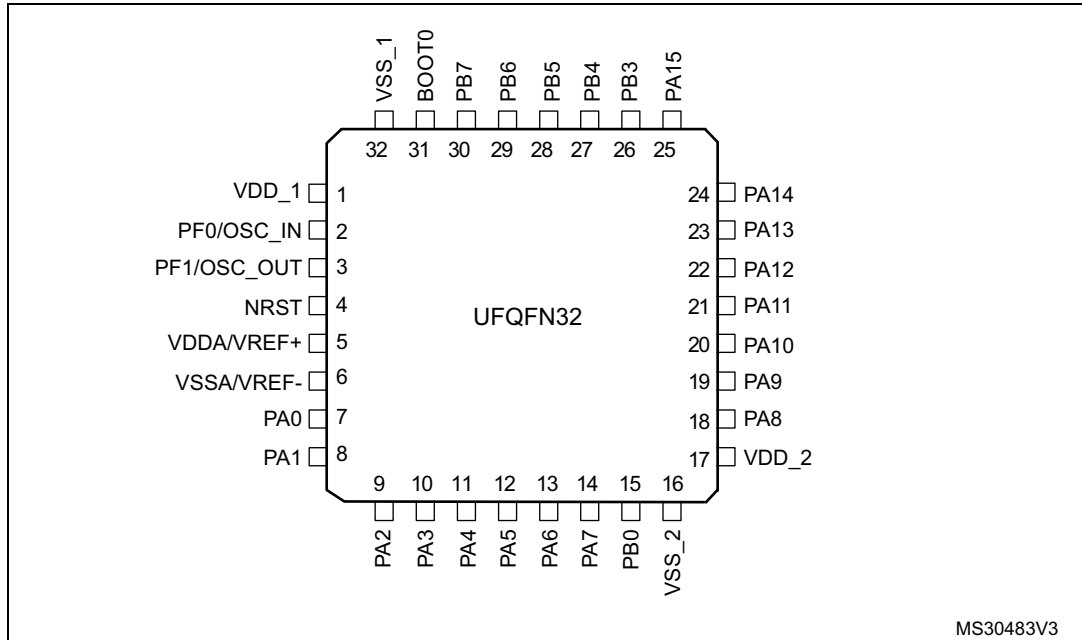 VSS_1
BOOT0
PB7
PB6
PB5
PB4
PB3
PA15
32 31 30 29 28 27 26 25
VDD_1 1 24 PA14
PF0/OSC_IN 2 23 PA13
PF1/OSC_OUT 3 22 PA12
NRST 4 21 PA11
UFQFN32
VDDA/VREF+ 5 20 PA10
VSSA/VREF- 6 19 PA9
PA0 7 18 PA8
PA1 8 17 VDD_2
9 10 11 12 13 14 15 16
PA2
PA3
PA4
PA5
PA6
PA7
PB0
VSS_2
MS30483V3